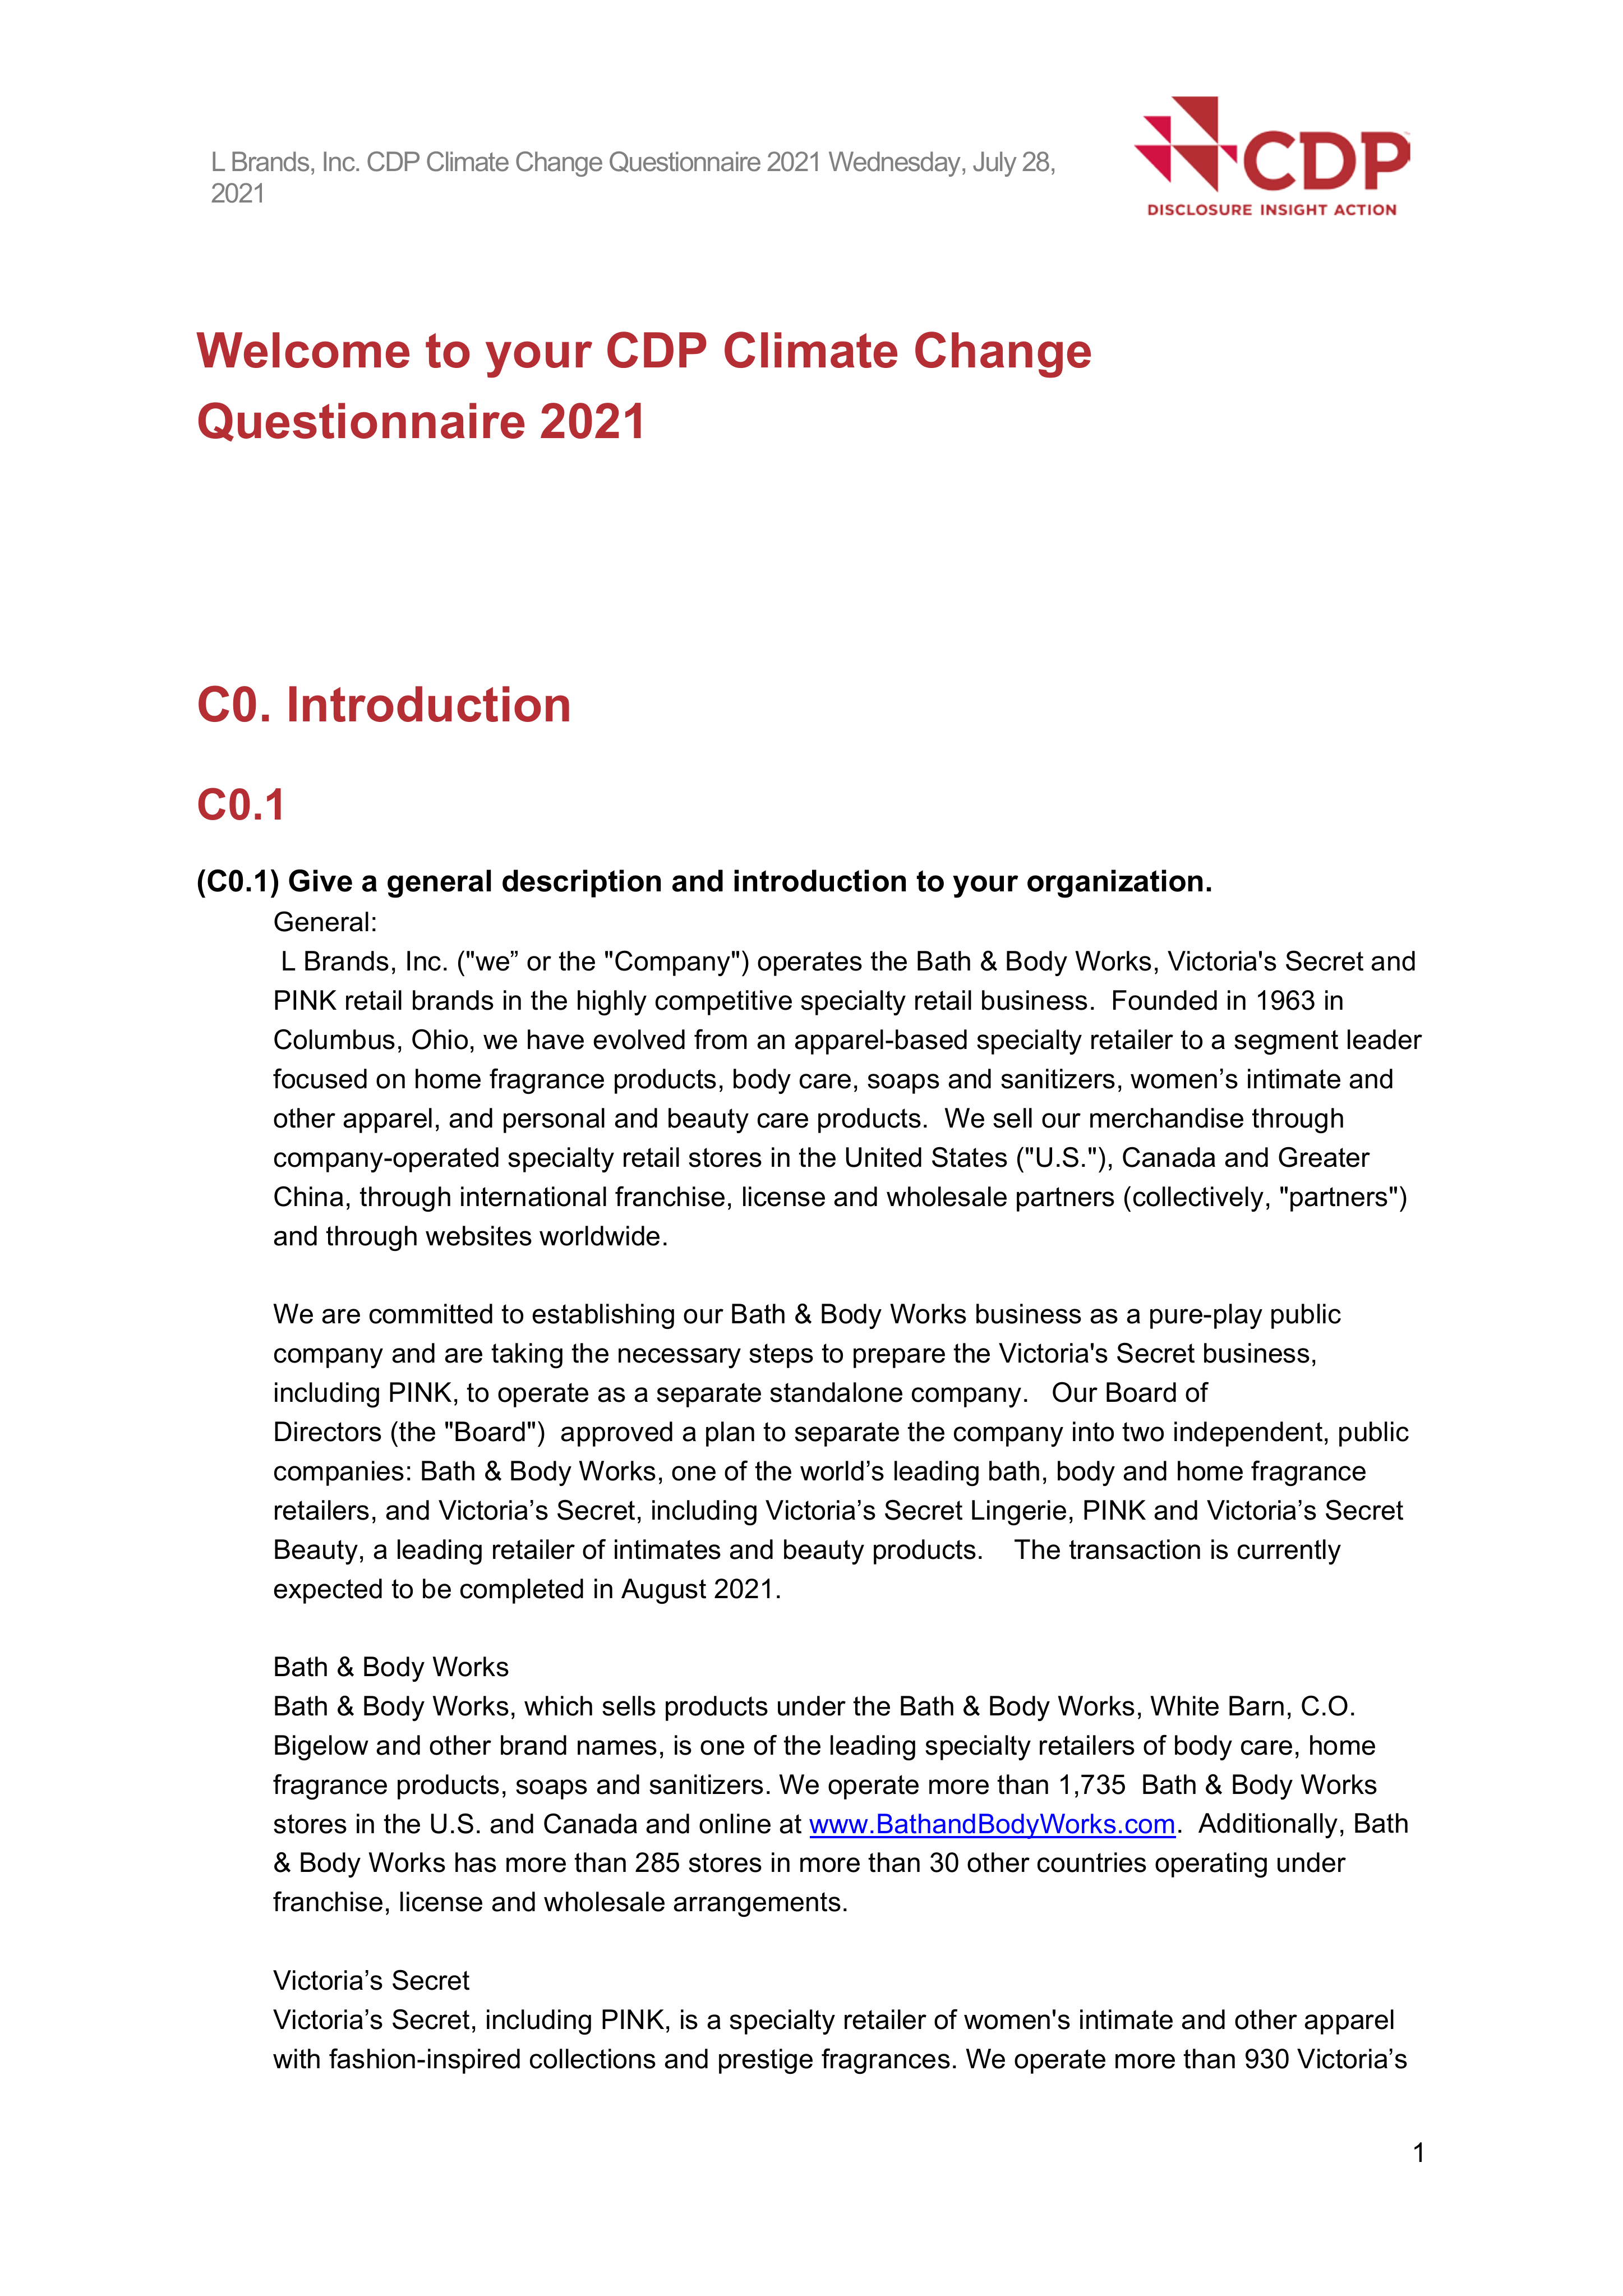 L Brands, Inc. CDP Climate Change Questionnaire 2021 Wednesday, July 28,
2021
CDP
DISCLOSURE INSIGHT ACTION
Welcome to your CDP Climate Change
Questionnaire 2021
C0. Introduction
C0.1
(C0.1) Give a general description and introduction to your organization.
General:
L Brands, Inc. ("we” or the "Company") operates the Bath & Body Works, Victoria's Secret and
PINK retail brands in the highly competitive specialty retail business.  Founded in 1963 in
Columbus, Ohio, we have evolved from an apparel-based specialty retailer to a segment leader
focused on home fragrance products, body care, soaps and sanitizers, women’s intimate and
other apparel, and personal and beauty care products.  We sell our merchandise through
company-operated specialty retail stores in the United States ("U.S."), Canada and Greater
China, through international franchise, license and wholesale partners (collectively, "partners")
and through websites worldwide.
We are committed to establishing our Bath & Body Works business as a pure-play public
company and are taking the necessary steps to prepare the Victoria's Secret business,
including PINK, to operate as a separate standalone company.   Our Board of
Directors (the "Board")  approved a plan to separate the company into two independent, public
companies: Bath & Body Works, one of the world’s leading bath, body and home fragrance
retailers, and Victoria’s Secret, including Victoria’s Secret Lingerie, PINK and Victoria’s Secret
Beauty, a leading retailer of intimates and beauty products.    The transaction is currently
expected to be completed in August 2021.
Bath & Body Works
Bath & Body Works, which sells products under the Bath & Body Works, White Barn, C.O.
Bigelow and other brand names, is one of the leading specialty retailers of body care, home
fragrance products, soaps and sanitizers. We operate more than 1,735  Bath & Body Works
stores in the U.S. and Canada and online at www.BathandBodyWorks.com.  Additionally, Bath
& Body Works has more than 285 stores in more than 30 other countries operating under
franchise, license and wholesale arrangements.
Victoria’s Secret
Victoria’s Secret, including PINK, is a specialty retailer of women's intimate and other apparel
with fashion-inspired collections and prestige fragrances. We operate more than 930 Victoria’s
1